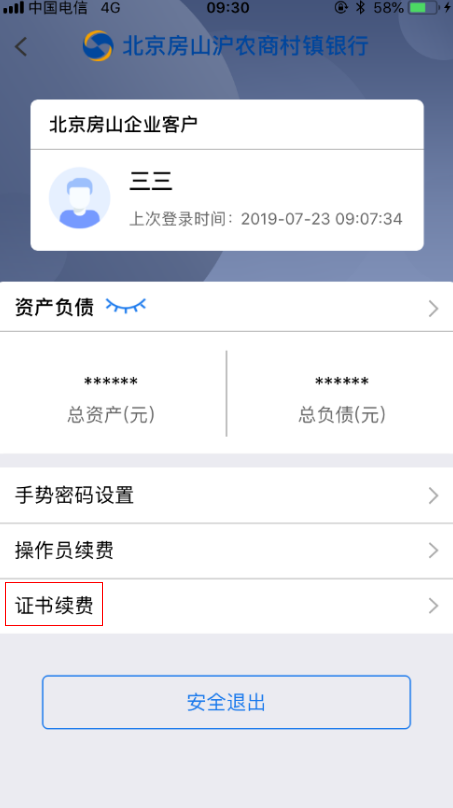 中国电信 4G 09:30 58%
北京房山沪农商村镇银行
北京房山企业客户
三三
上次登录时间：2019-07-23 09:07:34
资产负债
****** ******
总资产(元) 总负债(元)
手势密码设置
操作员续费
证书续费
安全退出